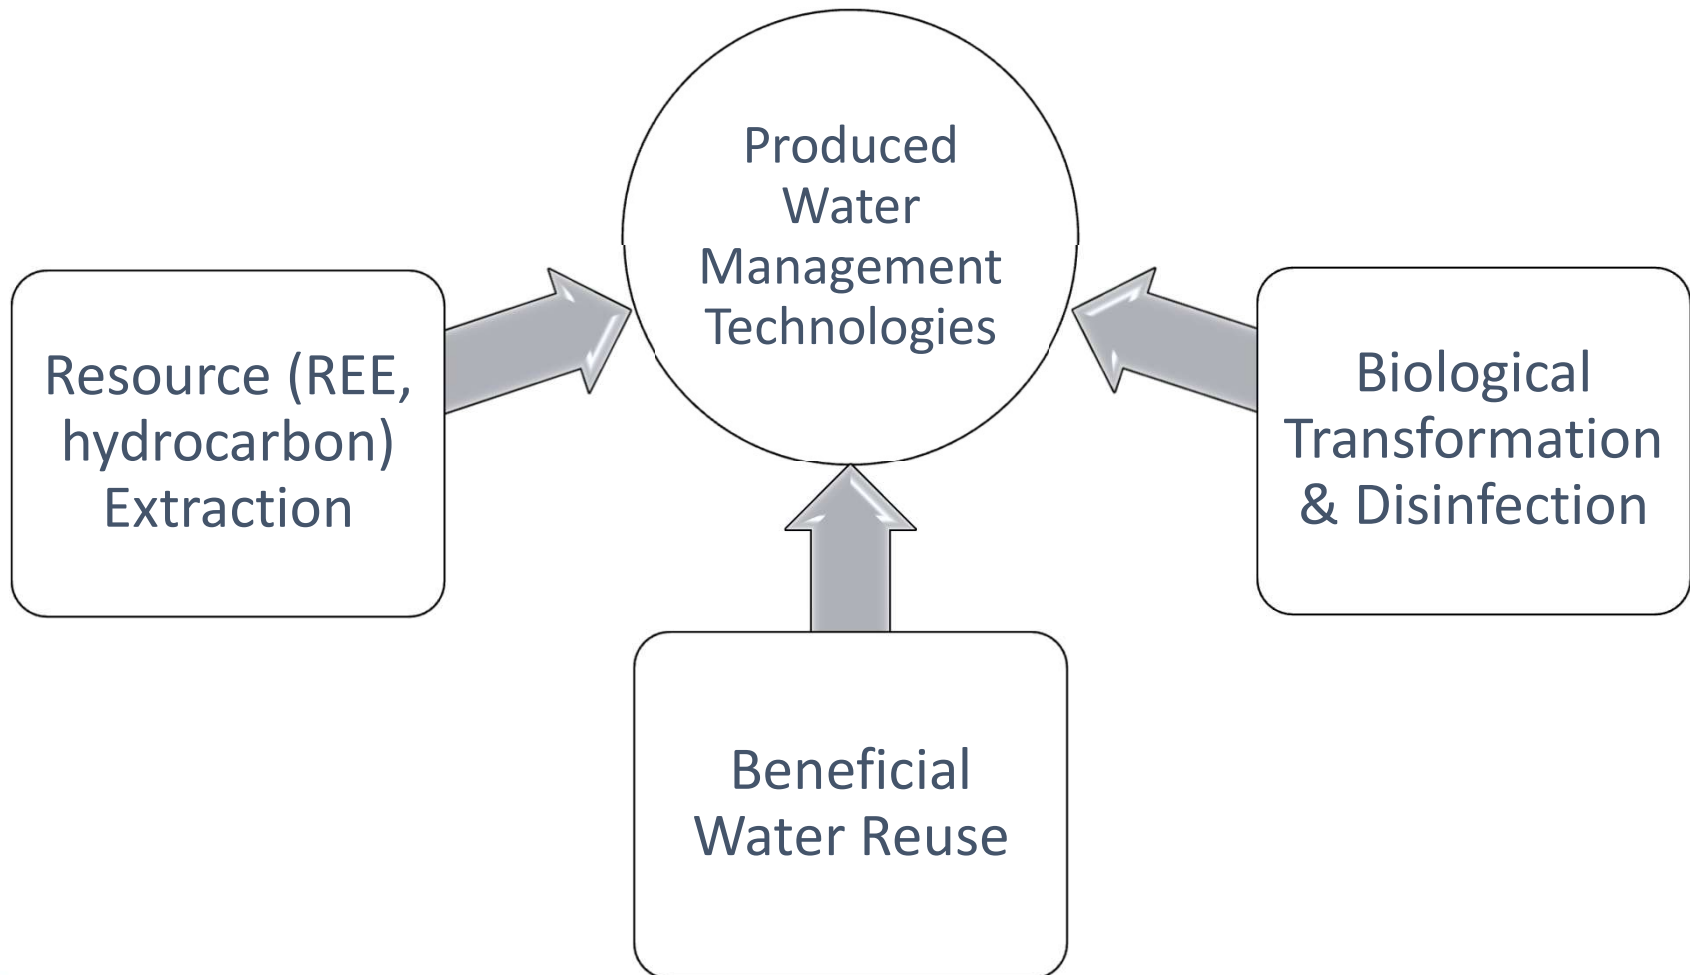 Produced
Water
Management
Technologies
Resource (REE,
hydrocarbon)
Extraction
Biological
Transformation
& Disinfection
Beneficial
Water Reuse